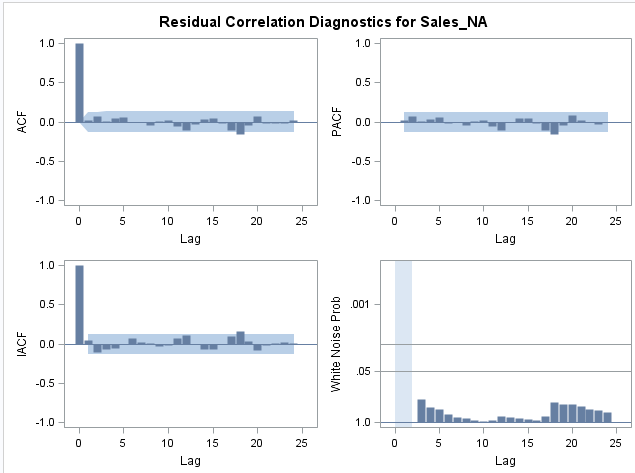 Residual Correlation Diagnostics for Sales_NA
1.0
0.5
0.0
-0.5
-1.0
ACF
0 5 10 15 20 25
Lag
1.0
0.5
0.0
-0.5
-1.0
PACF
0 5 10 15 20 25
Lag
1.0
0.5
0.0
-0.5
-1.0
IACF
0 5 10 15 20 25
Lag
.001
.05
1.0
White Noise Prob
0 5 10 15 20 25
Lag